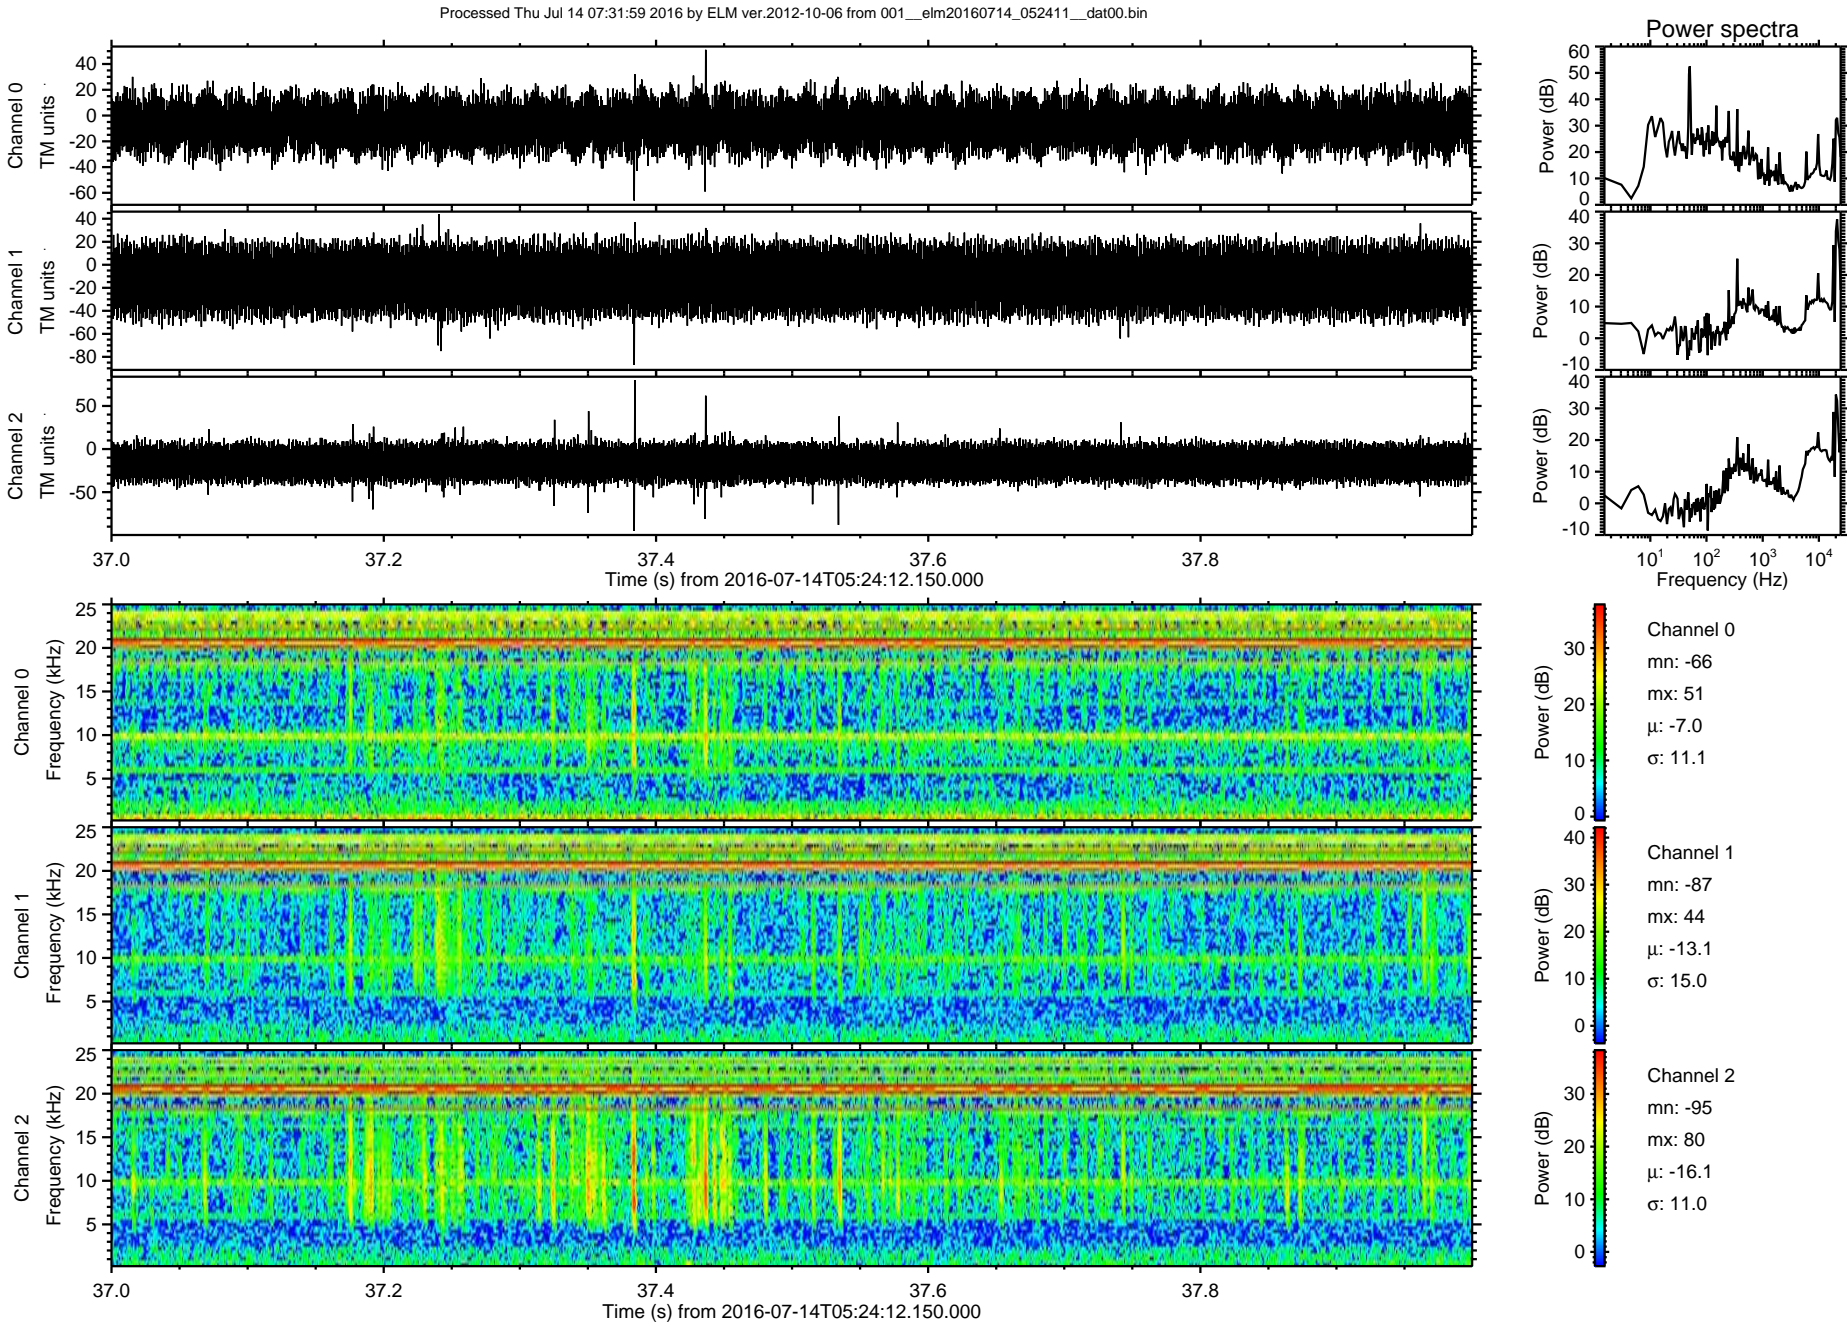 Processed Thu Jul 14 07:31:59 2016 by ELM ver.2012-10-06 from 001__elm20160714_052411__dat00.bin
Power spectra
Channel 0
TM units
40
20
0
-20
-40
-60
Power (dB)
60
50
40
30
20
10
0
Channel 1
TM units
40
20
0
-20
-40
-60
-80
Power (dB)
40
30
20
10
0
-10
Channel 2
TM units
50
0
-50
Power (dB)
40
30
20
10
0
-10
37.0 37.2 37.4 37.6 37.8
Time (s) from 2016-07-14T05:24:12.150.000
10^1 10^2 10^3 10^4
Frequency (Hz)
Channel 0
Frequency (kHz)
25
20
15
10
5
Power (dB)
30
20
10
0
Channel 0
mn: -66
mx: 51
μ: -7.0
σ: 11.1
Channel 1
Frequency (kHz)
25
20
15
10
5
Power (dB)
40
30
20
10
0
Channel 1
mn: -87
mx: 44
μ: -13.1
σ: 15.0
Channel 2
Frequency (kHz)
25
20
15
10
5
Power (dB)
30
20
10
0
Channel 2
mn: -95
mx: 80
μ: -16.1
σ: 11.0
37.0 37.2 37.4 37.6 37.8
Time (s) from 2016-07-14T05:24:12.150.000